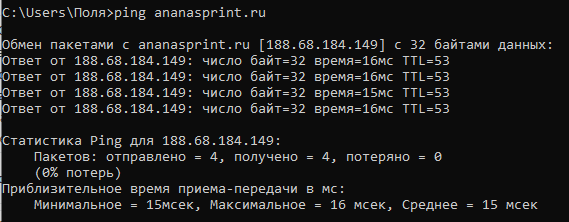 C:\Users\Поля>ping ananasprint.ru
Обмен пакетами с ananasprint.ru [188.68.184.149] с 32 байтами данных:
Ответ от 188.68.184.149: число байт=32 время=16мс TTL=53
Ответ от 188.68.184.149: число байт=32 время=16мс TTL=53
Ответ от 188.68.184.149: число байт=32 время=15мс TTL=53
Ответ от 188.68.184.149: число байт=32 время=16мс TTL=53
Статистика Ping для 188.68.184.149:
    Пакетов: отправлено = 4, получено = 4, потеряно = 0
    (0% потерь)
Приблизительное время приема-передачи в мс:
    Минимальное = 15мсек, Максимальное = 16 мсек, Среднее = 15 мсек